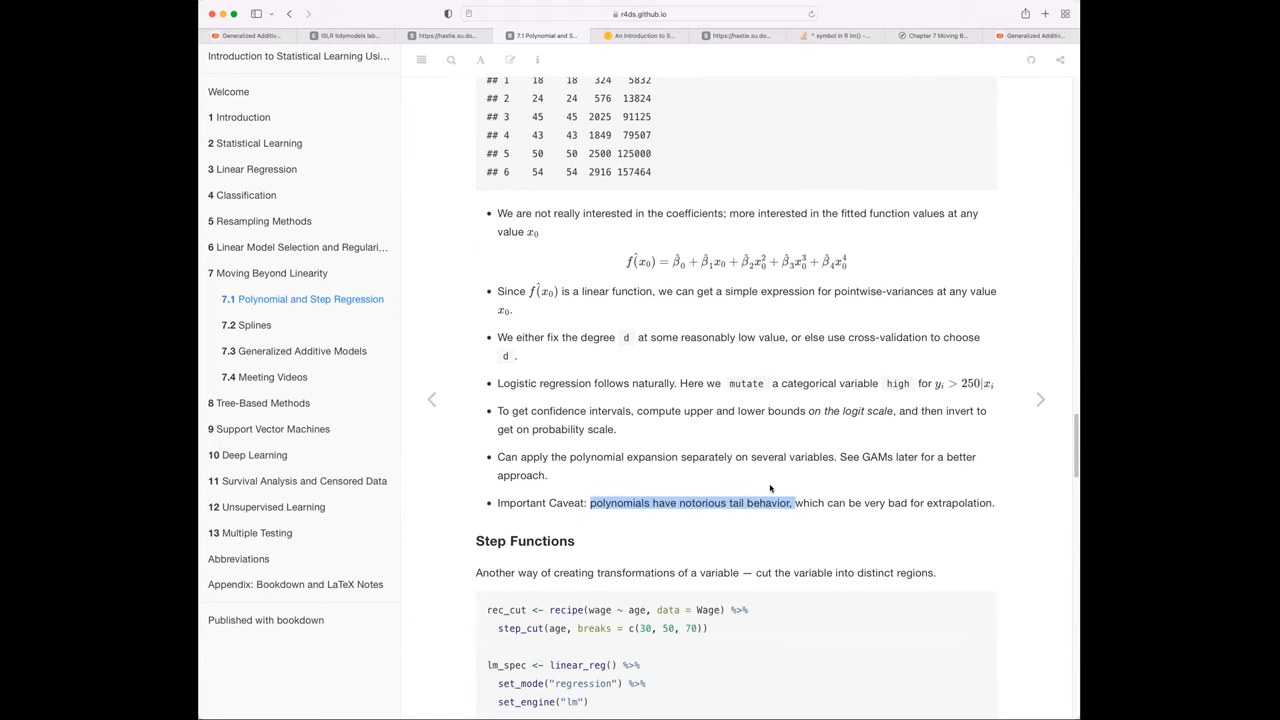 r4ds.github.io
Generalized Additiv...
ISLR tidymodels lab...
https://hastie.su.do...
7.1 Polynomial and S...
An Introduction to S...
https://hastie.su.do...
^ symbol in R lm() –...
Chapter 7 Moving B...
Generalized Additiv...
Introduction to Statistical Learning Usi...
Welcome
1 Introduction
2 Statistical Learning
3 Linear Regression
4 Classification
5 Resampling Methods
6 Linear Model Selection and Regulari...
7 Moving Beyond Linearity
7.1 Polynomial and Step Regression
7.2 Splines
7.3 Generalized Additive Models
7.4 Meeting Videos
8 Tree-Based Methods
9 Support Vector Machines
10 Deep Learning
11 Survival Analysis and Censored Data
12 Unsupervised Learning
13 Multiple Testing
Abbreviations
Appendix: Bookdown and LaTeX Notes
Published with bookdown
## 1 18 18 324 5832
## 2 24 24 576 13824
## 3 45 45 2025 91125
## 4 43 43 1849 79507
## 5 50 50 2500 125000
## 6 54 54 2916 157464
• We are not really interested in the coefficients; more interested in the fitted function values at any
value x₀
f̂(x₀) = β̂₀ + β̂₁x₀ + β̂₂x₀² + β̂₃x₀³ + β̂₄x₀⁴
• Since f̂(x₀) is a linear function, we can get a simple expression for pointwise-variances at any value
x₀.
• We either fix the degree d at some reasonably low value, or else use cross-validation to choose
d .
• Logistic regression follows naturally. Here we mutate a categorical variable high for yᵢ > 250|xᵢ
• To get confidence intervals, compute upper and lower bounds on the logit scale, and then invert to
get on probability scale.
• Can apply the polynomial expansion separately on several variables. See GAMs later for a better
approach.
• Important Caveat: polynomials have notorious tail behavior, which can be very bad for extrapolation.
Step Functions
Another way of creating transformations of a variable — cut the variable into distinct regions.
rec_cut <- recipe(wage ~ age, data = Wage) %>%
step_cut(age, breaks = c(30, 50, 70))
lm_spec <- linear_reg() %>%
set_mode("regression") %>%
set_engine("lm")